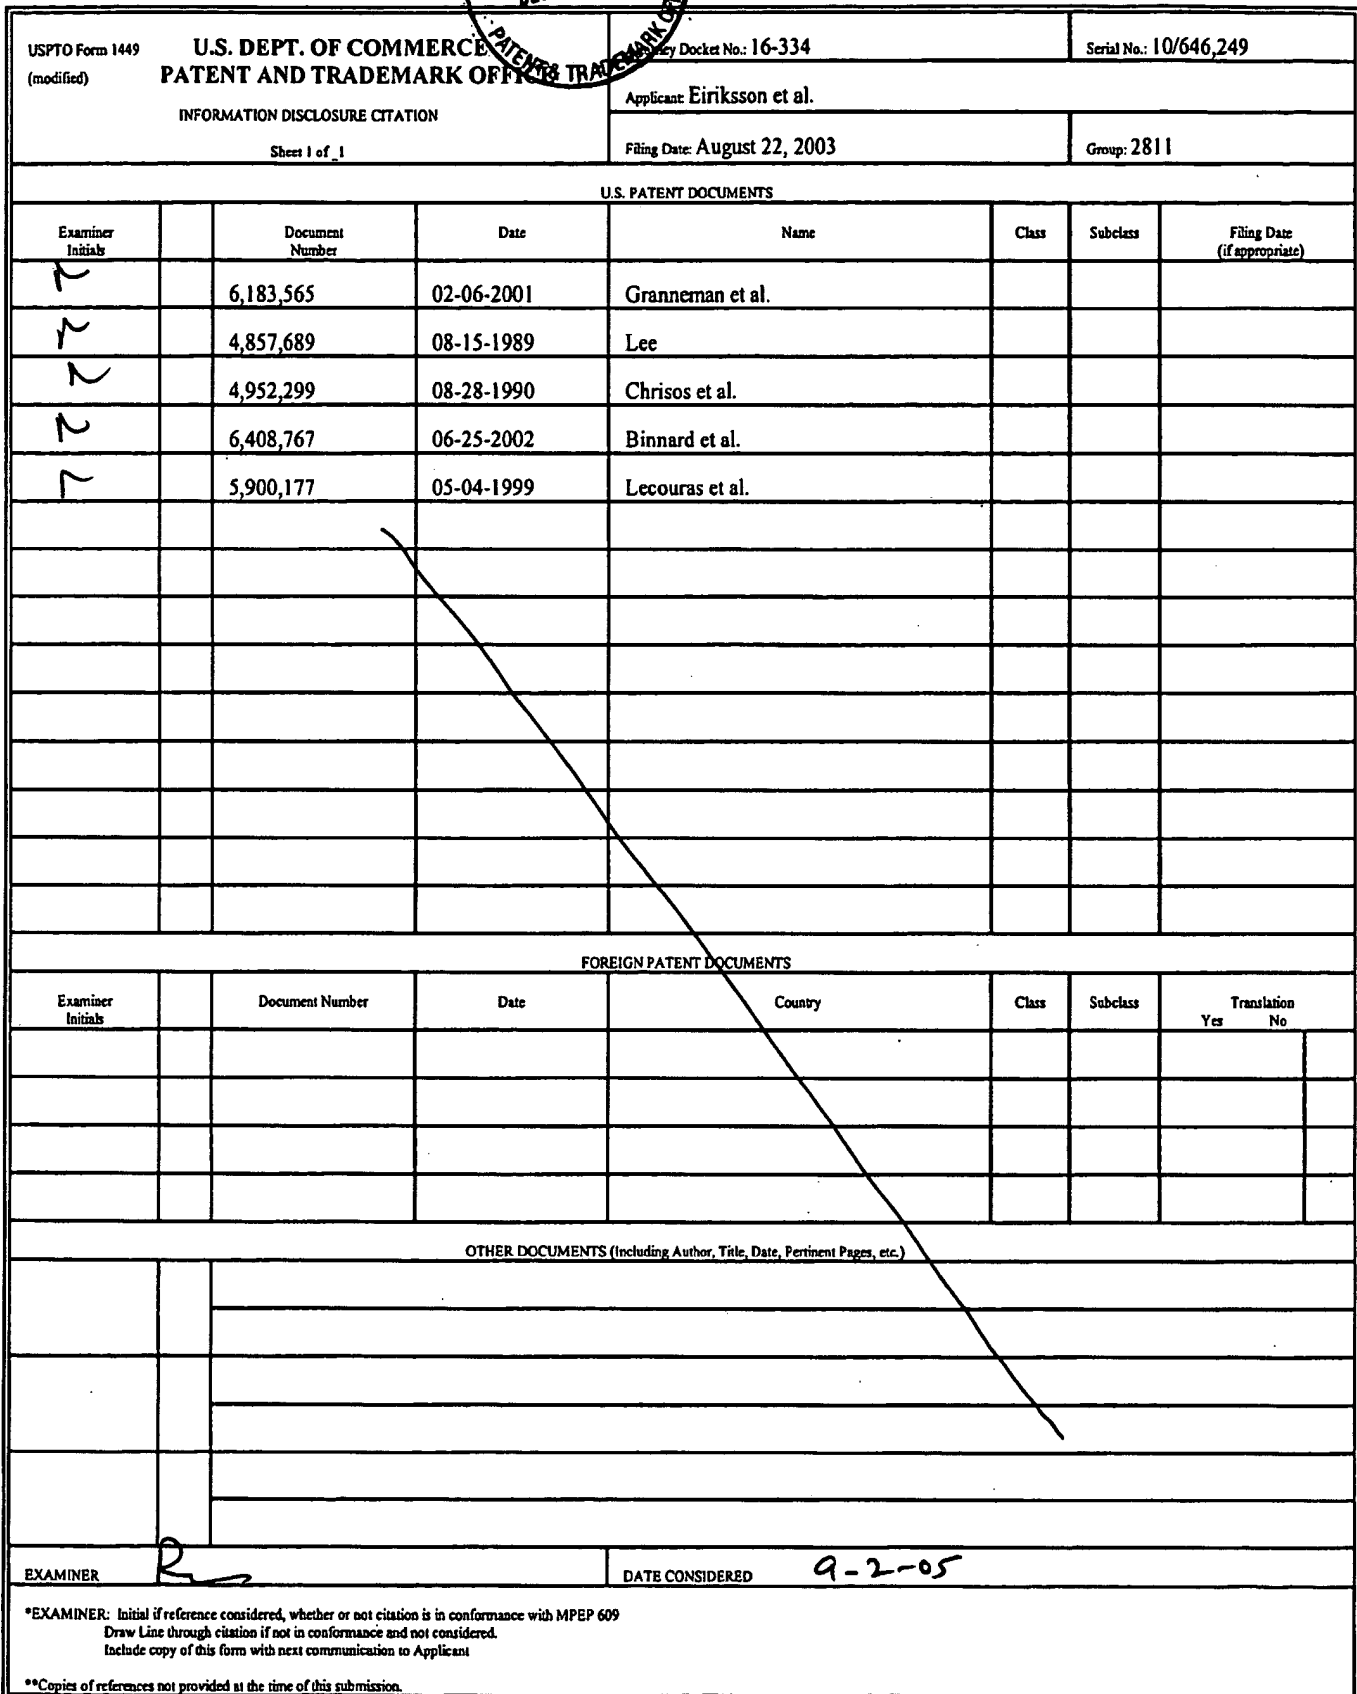 PATENT & TRADEMARK
USPTO Form 1449 U.S. DEPT. OF COMMERCE Docket No.: 16-334 Serial No.: 10/646,249
(modified) PATENT AND TRADEMARK
Applicant: Eiriksson et al.
INFORMATION DISCLOSURE CITATION
Sheet 1 of _1 Filing Date: August 22, 2003 Group: 2811
U.S. PATENT DOCUMENTS
Examiner Initials Document Number Date Name Class Subclass Filing Date (if appropriate)
6,183,565 02-06-2001 Granneman et al.
4,857,689 08-15-1989 Lee
4,952,299 08-28-1990 Chrisos et al.
6,408,767 06-25-2002 Binnard et al.
5,900,177 05-04-1999 Lecouras et al.
FOREIGN PATENT DOCUMENTS
Examiner Initials Document Number Date Country Class Subclass Translation Yes No
OTHER DOCUMENTS (Including Author, Title, Date, Pertinent Pages, etc.)
EXAMINER DATE CONSIDERED 9-2-05
*EXAMINER: Initial if reference considered, whether or not citation is in conformance with MPEP 609
Draw Line through citation if not in conformance and not considered.
Include copy of this form with next communication to Applicant
**Copies of references not provided at the time of this submission.